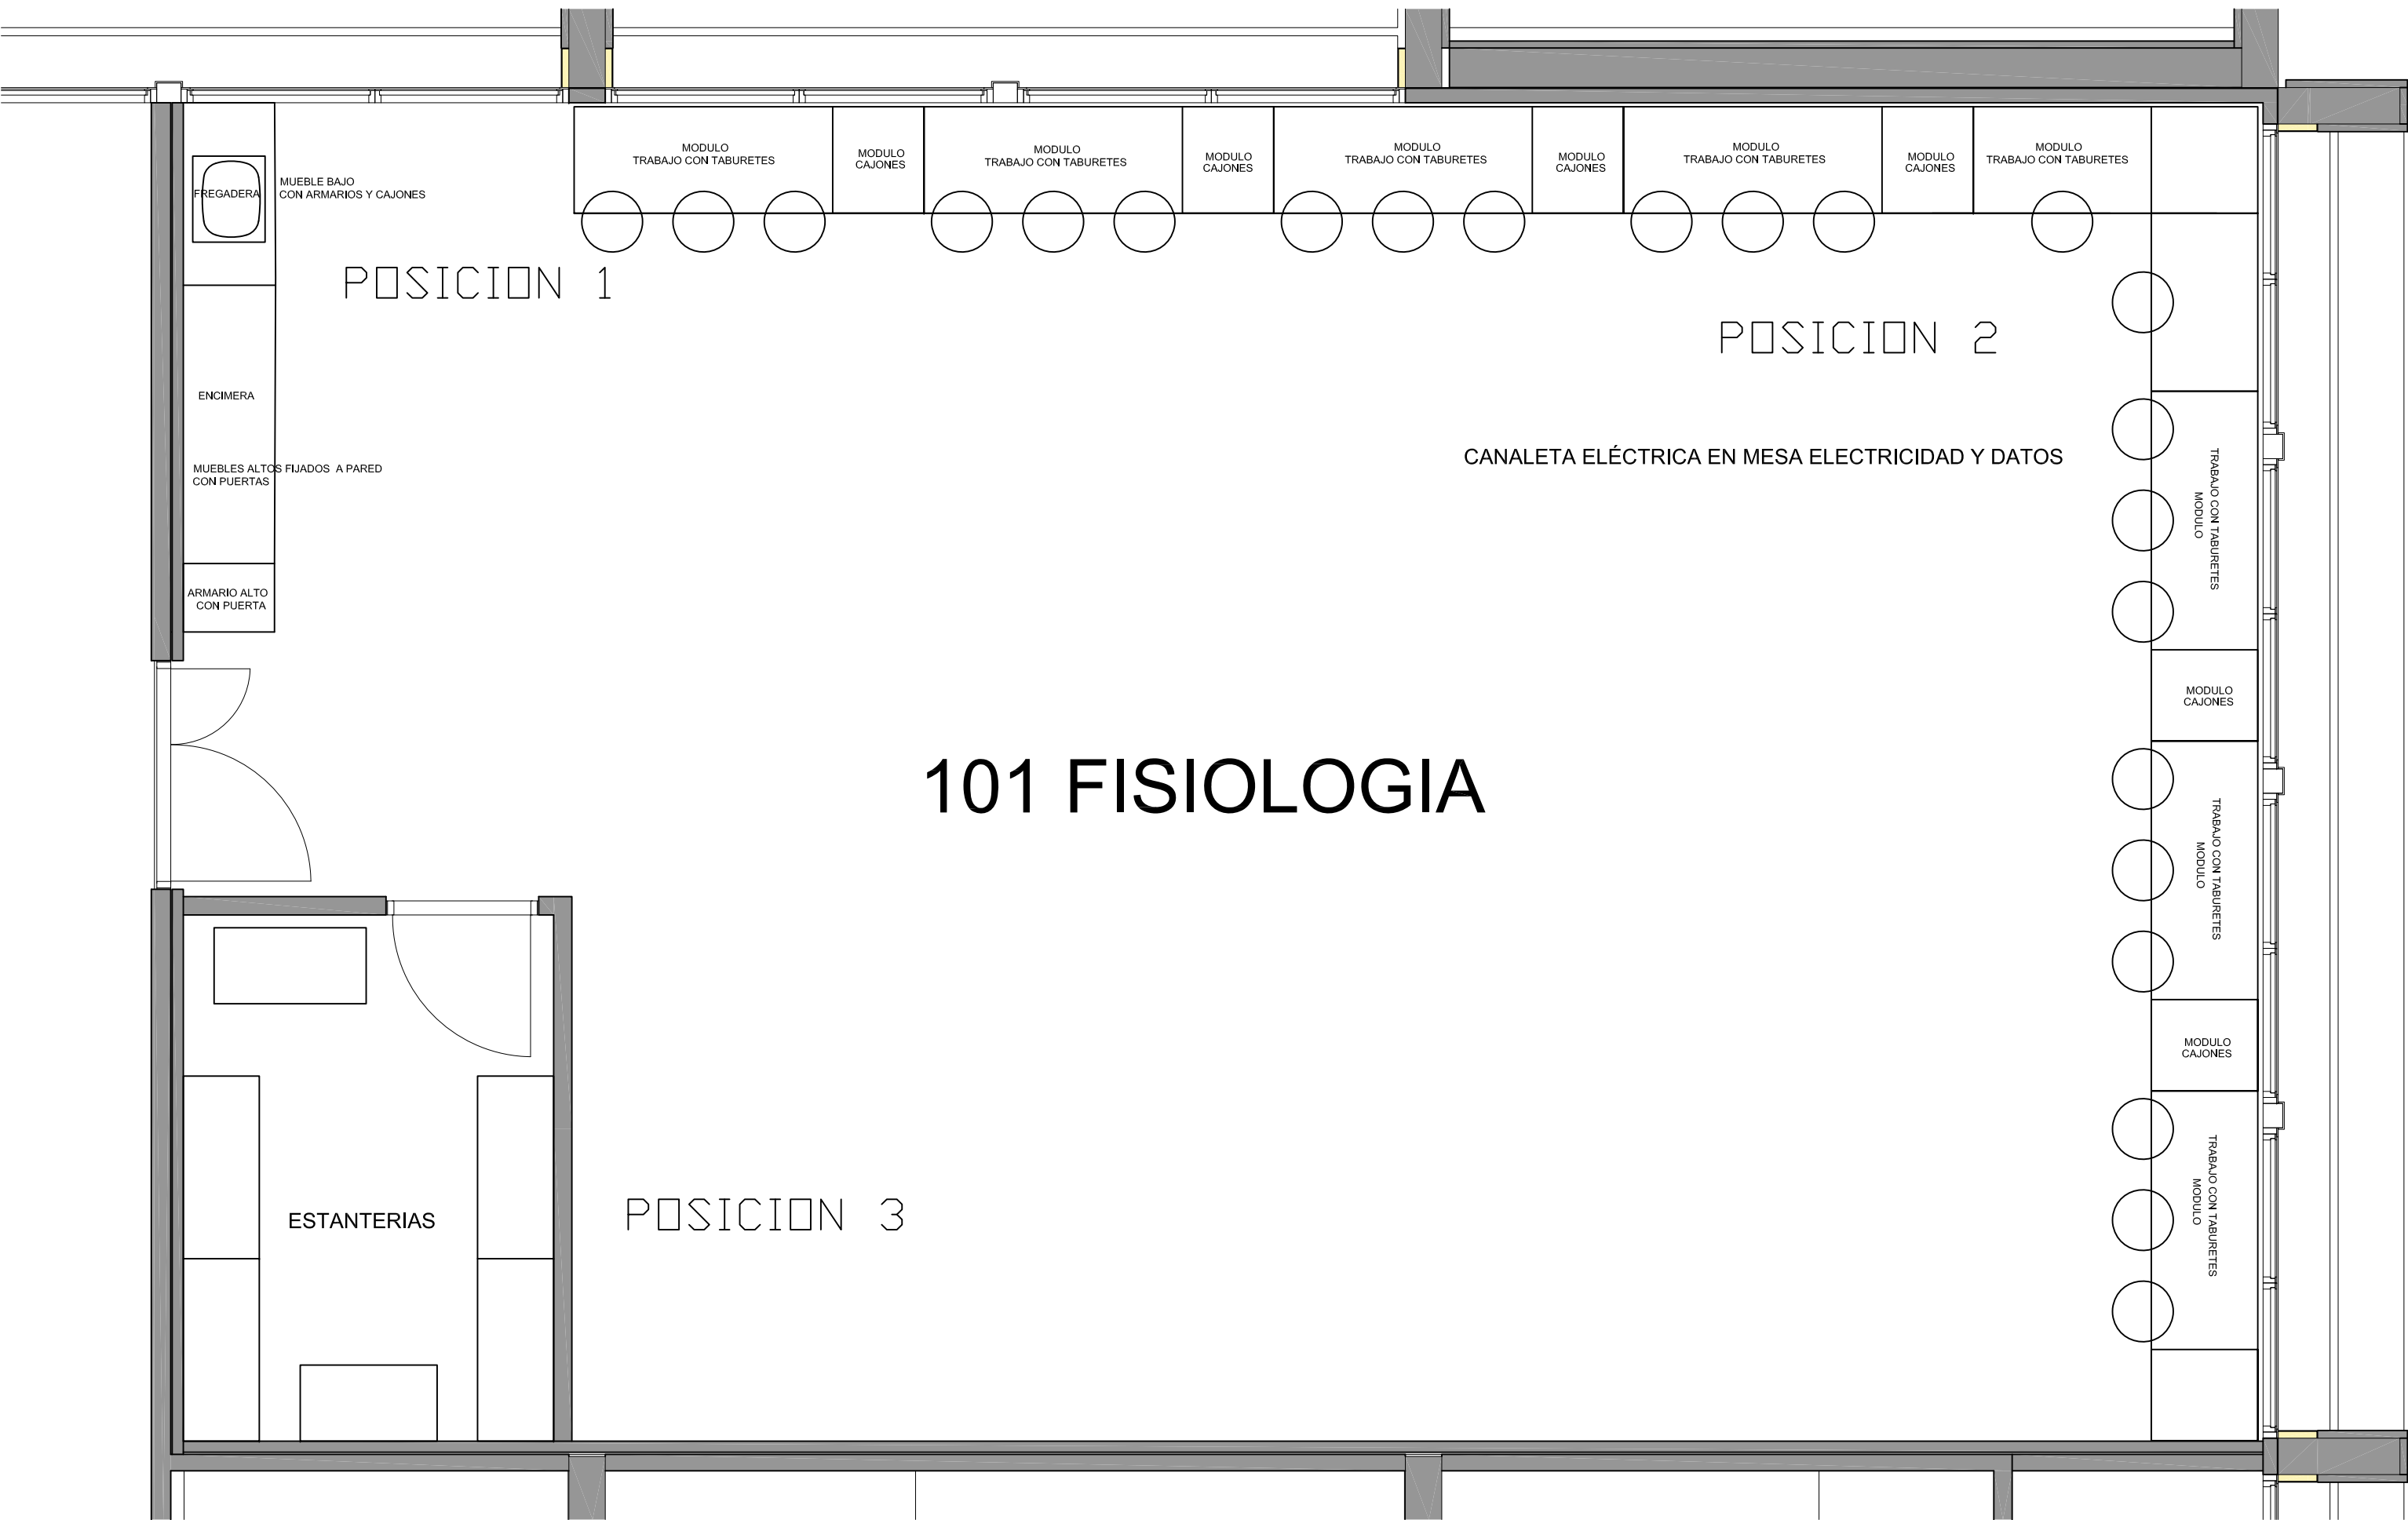 MODULO
TRABAJO CON TABURETES
MODULO
CAJONES
MODULO
TRABAJO CON TABURETES
MODULO
CAJONES
MODULO
TRABAJO CON TABURETES
MODULO
CAJONES
MODULO
TRABAJO CON TABURETES
MODULO
CAJONES
MODULO
TRABAJO CON TABURETES
FREGADERA
MUEBLE BAJO
CON ARMARIOS Y CAJONES
POSICION 1
POSICION 2
ENCIMERA
CANALETA ELÉCTRICA EN MESA ELECTRICIDAD Y DATOS
MUEBLES ALTOS FIJADOS A PARED
CON PUERTAS
TRABAJO CON TABURETES
MODULO
ARMARIO ALTO
CON PUERTA
MODULO
CAJONES
101 FISIOLOGIA
TRABAJO CON TABURETES
MODULO
MODULO
CAJONES
ESTANTERIAS
POSICION 3
TRABAJO CON TABURETES
MODULO